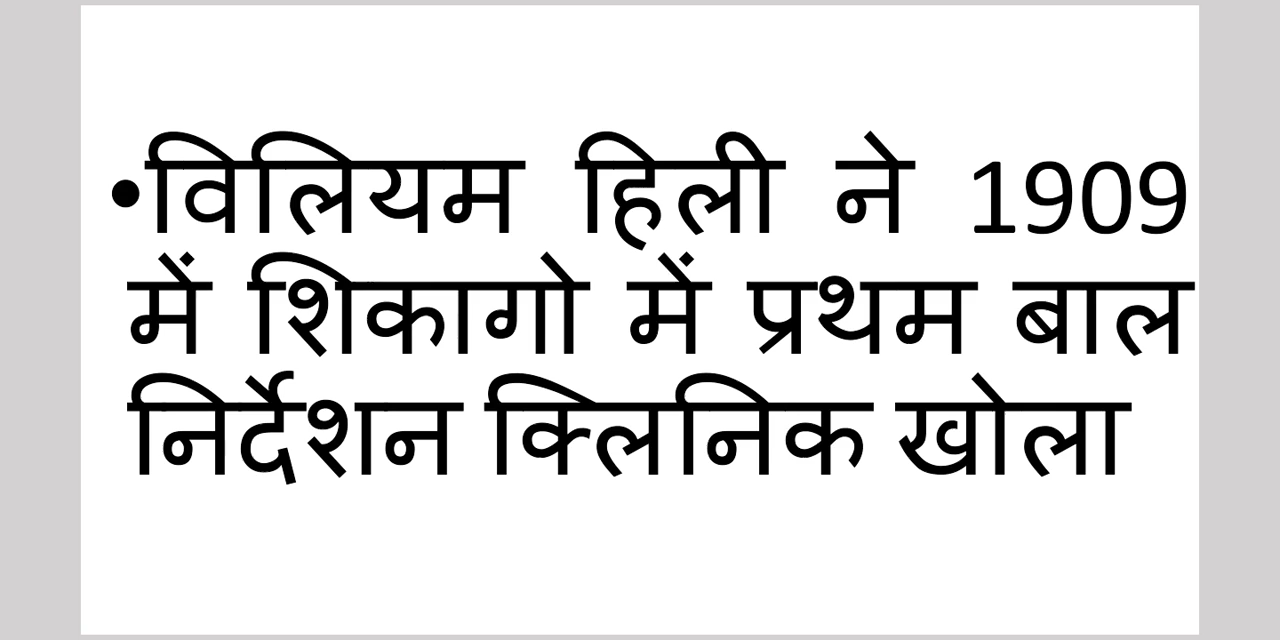 •विलियम हिली ने 1909
में शिकागो में प्रथम बाल
निर्देशन क्लिनिक खोला